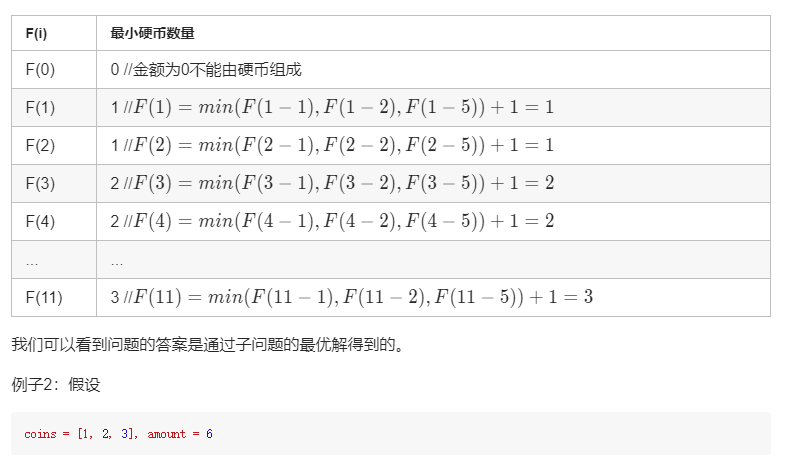 F(i) 最小硬币数量
F(0) 0 //金额为0不能由硬币组成
F(1) 1 //F(1) = min(F(1 − 1), F(1 − 2), F(1 − 5)) + 1 = 1
F(2) 1 //F(2) = min(F(2 − 1), F(2 − 2), F(2 − 5)) + 1 = 1
F(3) 2 //F(3) = min(F(3 − 1), F(3 − 2), F(3 − 5)) + 1 = 2
F(4) 2 //F(4) = min(F(4 − 1), F(4 − 2), F(4 − 5)) + 1 = 2
... ...
F(11) 3 //F(11) = min(F(11 − 1), F(11 − 2), F(11 − 5)) + 1 = 3
我们可以看到问题的答案是通过子问题的最优解得到的。
例子2：假设
coins = [1, 2, 3], amount = 6